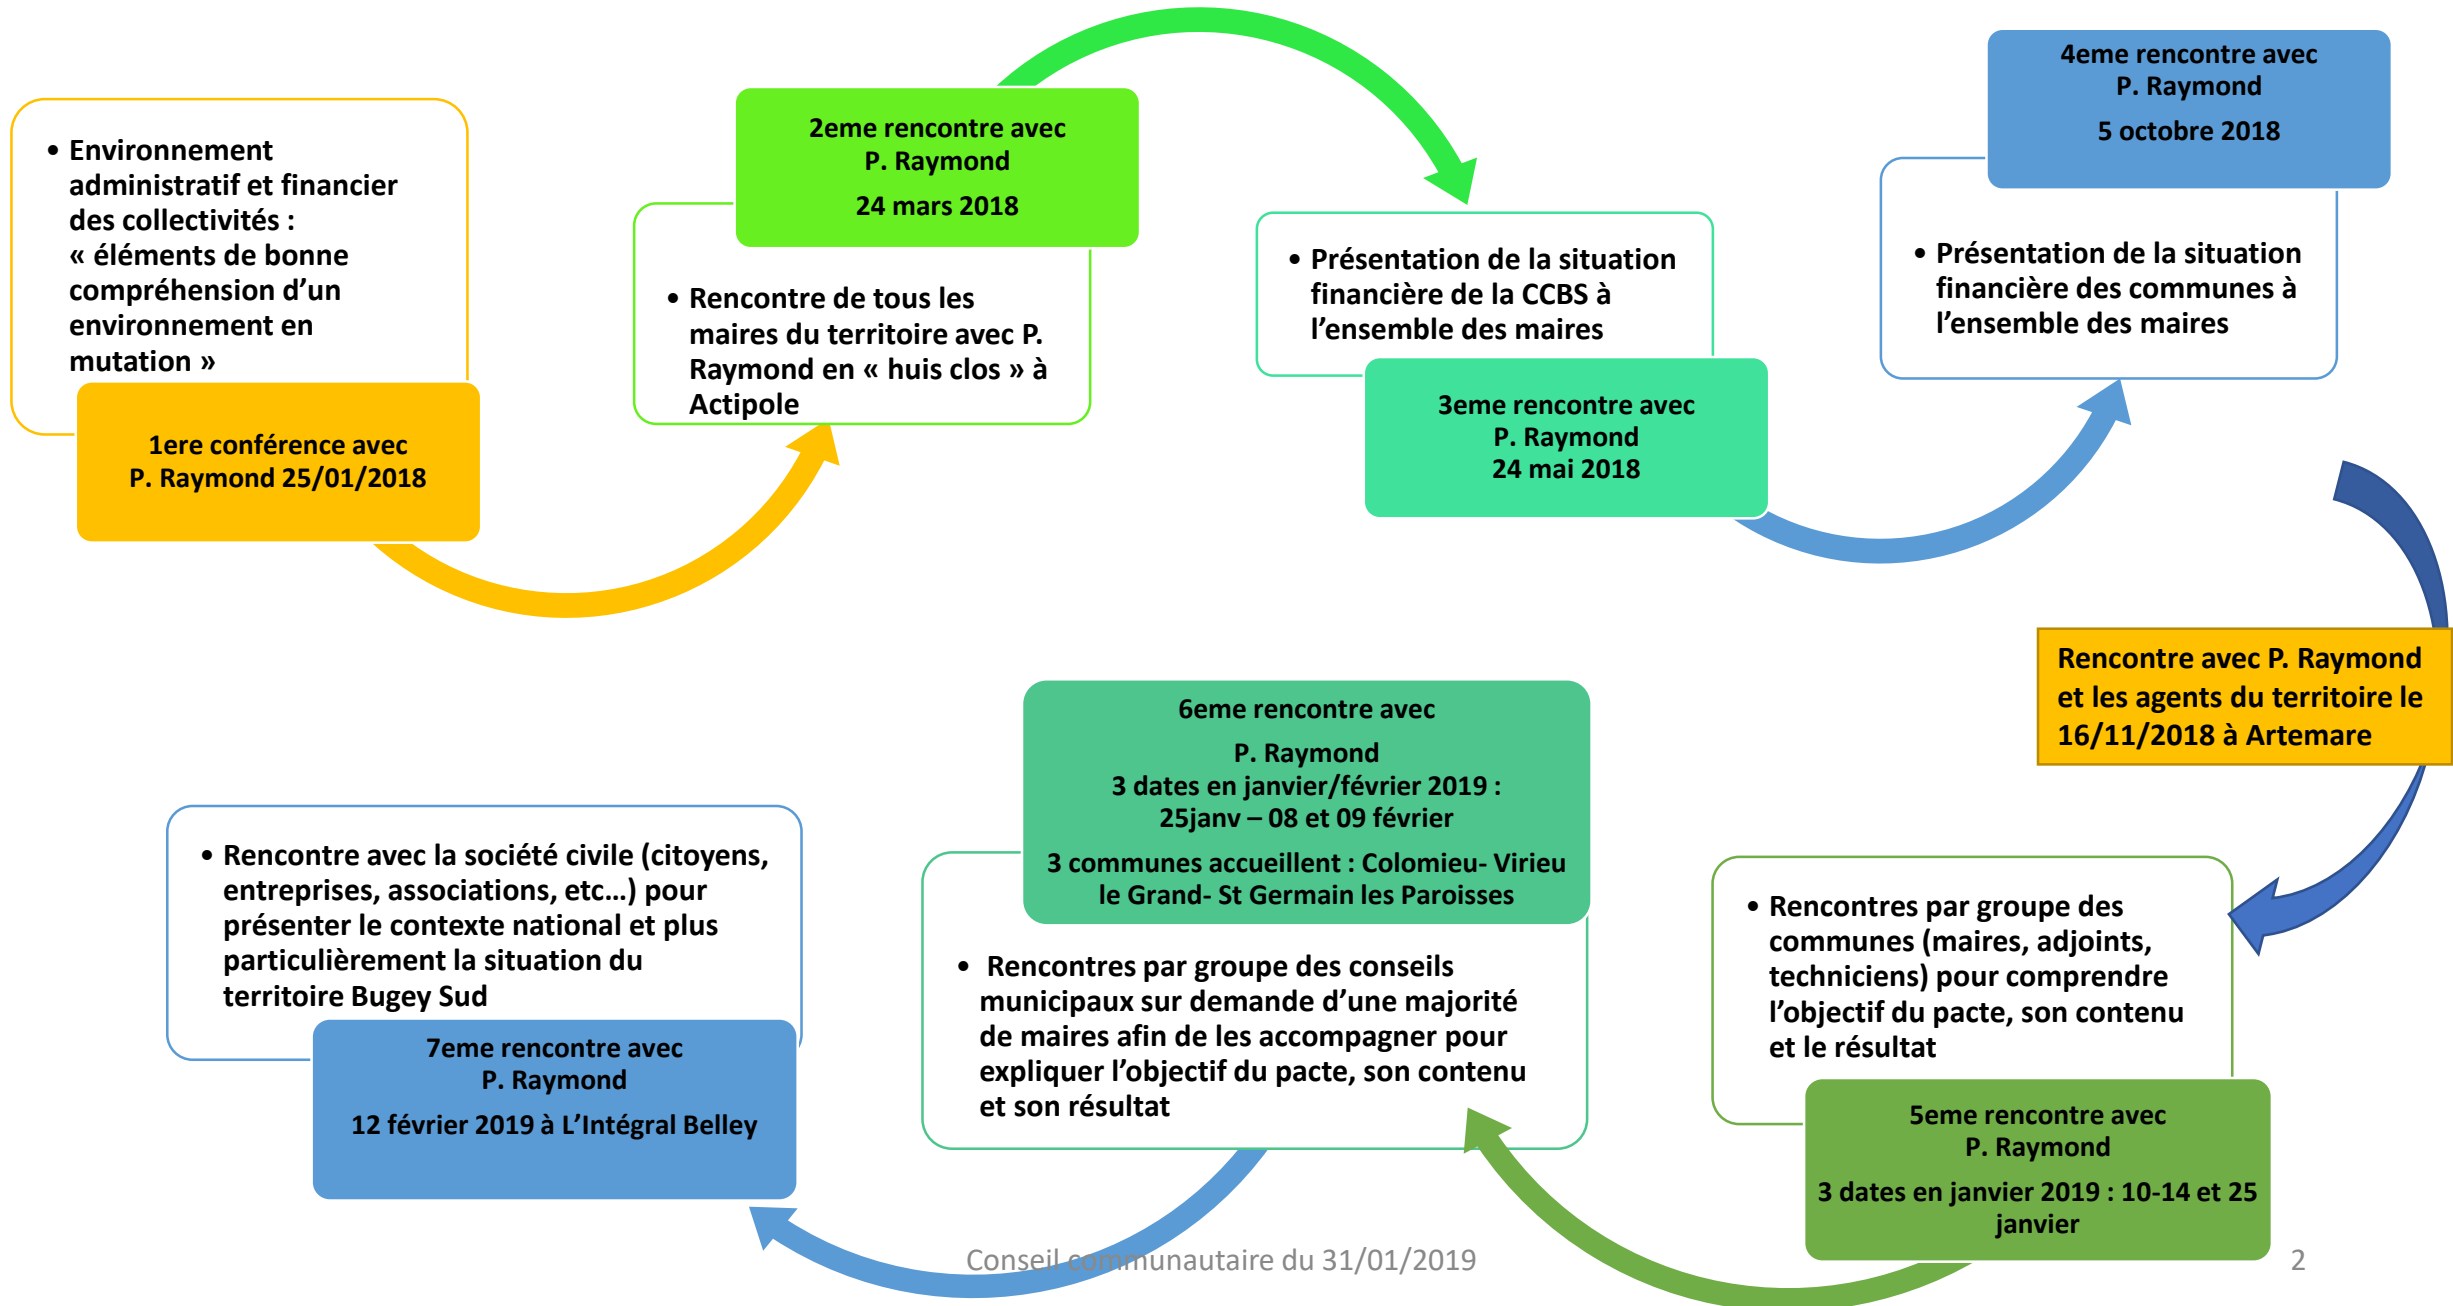 • Environnement
administratif et financier
des collectivités :
« éléments de bonne
compréhension d’un
environnement en
mutation »
1ere conférence avec
P. Raymond 25/01/2018
2eme rencontre avec
P. Raymond
24 mars 2018
• Rencontre de tous les
maires du territoire avec P.
Raymond en « huis clos » à
Actipole
• Présentation de la situation
financière de la CCBS à
l’ensemble des maires
3eme rencontre avec
P. Raymond
24 mai 2018
4eme rencontre avec
P. Raymond
5 octobre 2018
• Présentation de la situation
financière des communes à
l’ensemble des maires
Rencontre avec P. Raymond
et les agents du territoire le
16/11/2018 à Artemare
• Rencontres par groupe des
communes (maires, adjoints,
techniciens) pour comprendre
l’objectif du pacte, son contenu
et le résultat
5eme rencontre avec
P. Raymond
3 dates en janvier 2019 : 10-14 et 25
janvier
6eme rencontre avec
P. Raymond
3 dates en janvier/février 2019 :
25janv – 08 et 09 février
3 communes accueillent : Colomieu- Virieu
le Grand- St Germain les Paroisses
• Rencontres par groupe des conseils
municipaux sur demande d’une majorité
de maires afin de les accompagner pour
expliquer l’objectif du pacte, son contenu
et son résultat
• Rencontre avec la société civile (citoyens,
entreprises, associations, etc…) pour
présenter le contexte national et plus
particulièrement la situation du
territoire Bugey Sud
7eme rencontre avec
P. Raymond
12 février 2019 à L’Intégral Belley
Conseil communautaire du 31/01/2019
2